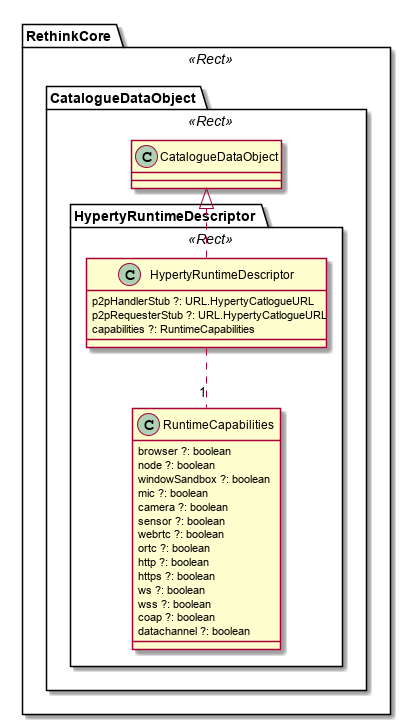 RethinkCore
«Rect»
CatalogueDataObject
«Rect»
C CatalogueDataObject
HypertyRuntimeDescriptor
«Rect»
C HypertyRuntimeDescriptor
p2pHandlerStub ?: URL.HypertyCatlogueURL
p2pRequesterStub ?: URL.HypertyCatlogueURL
capabilities ?: RuntimeCapabilities
1
C RuntimeCapabilities
browser ?: boolean
node ?: boolean
windowSandbox ?: boolean
mic ?: boolean
camera ?: boolean
sensor ?: boolean
webrtc ?: boolean
ortc ?: boolean
http ?: boolean
https ?: boolean
ws ?: boolean
wss ?: boolean
coap ?: boolean
datachannel ?: boolean